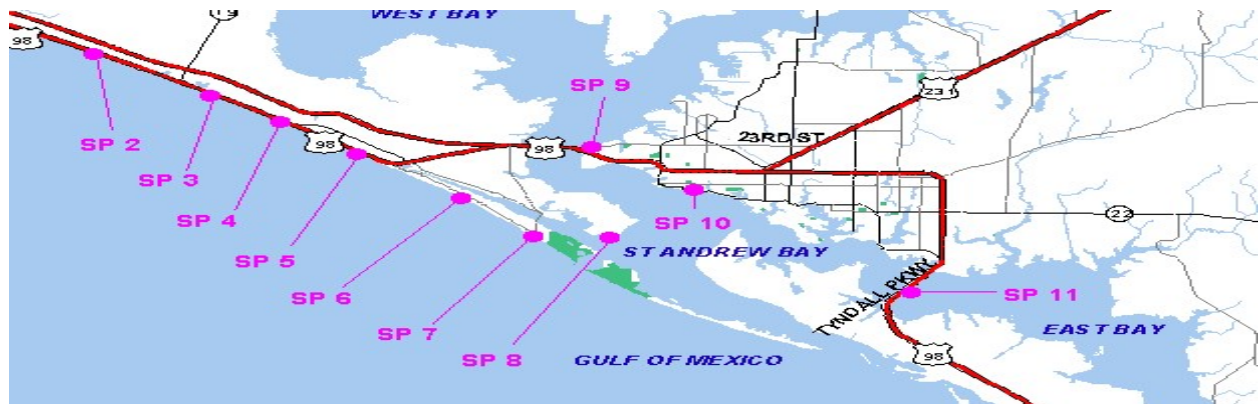 WEST BAY
19
98
SP 9
231
SP 2
23RD ST
98
98
SP 3
SP 4
SP 10
22
SP 5
ST ANDREW BAY
SP 6
SP 11
TYNDALL PKWY
SP 7
EAST BAY
SP 8
GULF OF MEXICO
98